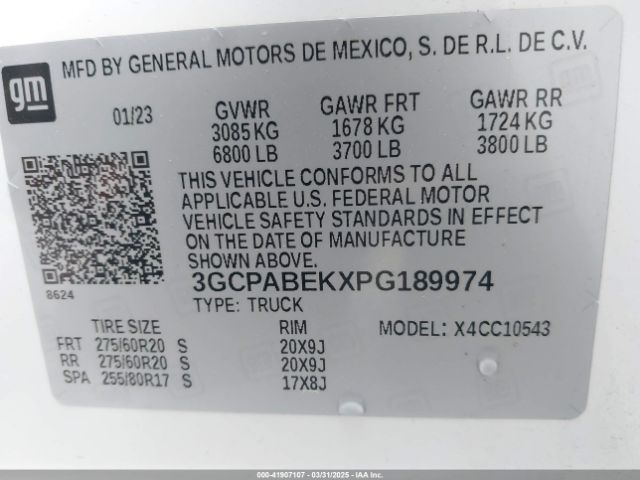 gm
MFD BY GENERAL MOTORS DE MEXICO, S. DE R.L. DE C.V.
01/23 GVWR GAWR FRT GAWR RR
3085 KG 1678 KG 1724 KG
6800 LB 3700 LB 3800 LB
THIS VEHICLE CONFORMS TO ALL
APPLICABLE U.S. FEDERAL MOTOR
VEHICLE SAFETY STANDARDS IN EFFECT
ON THE DATE OF MANUFACTURE
SHOWN ABOVE.
8624
3GCPABEKXPG189974
TYPE: TRUCK
TIRE SIZE RIM MODEL: X4CC10543
FRT 275/60R20 S 20X9J
RR 275/60R20 S 20X9J
SPA 255/80R17 S 17X8J
000-41907107 - 03/31/2025 - IAAI.COM